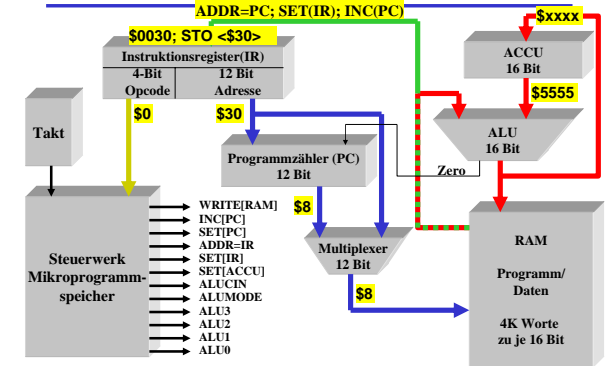 ADDR=PC; SET(IR); INC(PC)
$0030; STO <$30>
Instruktionsregister(IR)
4-Bit 12 Bit
Opcode Adresse
$xxxx
ACCU
16 Bit
$0
$30
$5555
Takt
Programmzähler (PC)
12 Bit
ALU
16 Bit
Zero
Steuerwerk
Mikroprogramm-
speicher
WRITE[RAM]
INC[PC]
SET[PC]
ADDR=IR
SET[IR]
SET[ACCU]
ALUCIN
ALUMODE
ALU3
ALU2
ALU1
ALU0
$8
Multiplexer
12 Bit
$8
RAM
Programm/
Daten
4K Worte
zu je 16 Bit